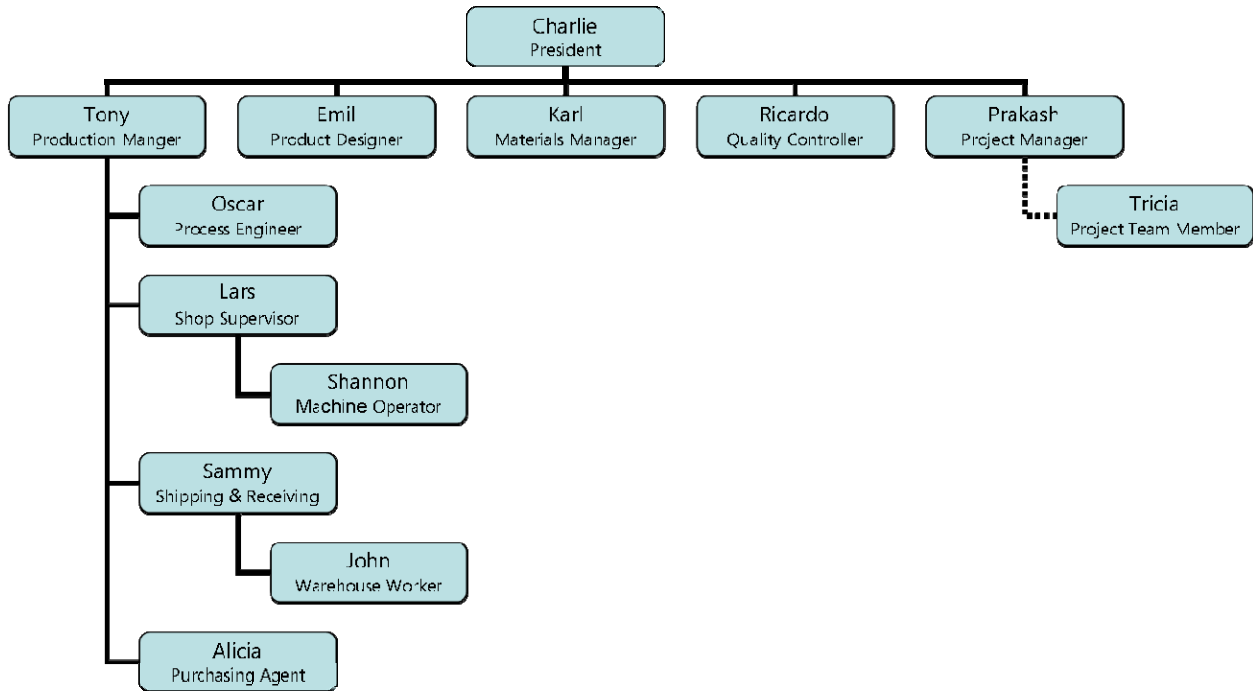 Charlie
President
Tony
Production Manger
Emil
Product Designer
Karl
Materials Manager
Ricardo
Quality Controller
Prakash
Project Manager
Oscar
Process Engineer
Tricia
Project Team Member
Lars
Shop Supervisor
Shannon
Machine Operator
Sammy
Shipping & Receiving
John
Warehouse Worker
Alicia
Purchasing Agent